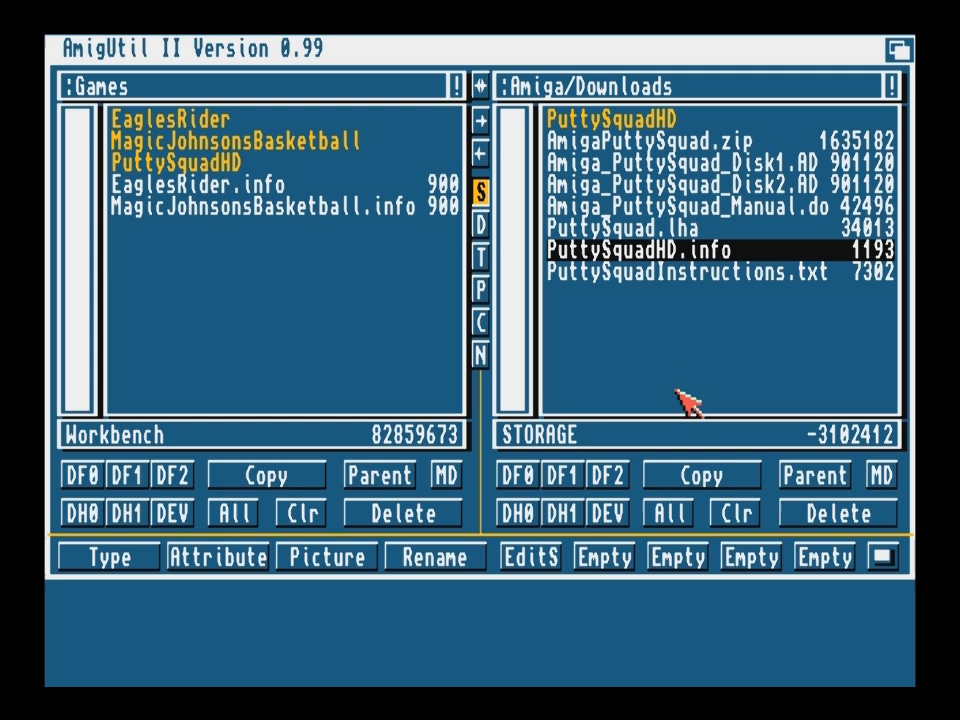 AmigUtil II Version 0.99
:Games !
EaglesRider
MagicJohnsonsBasketball
PuttySquadHD
EaglesRider.info 900
MagicJohnsonsBasketball.info 900
S
D
T
P
C
N
:Amiga/Downloads !
PuttySquadHD
AmigaPuttySquad.zip 1635182
Amiga_PuttySquad_Disk1.AD 901120
Amiga_PuttySquad_Disk2.AD 901120
Amiga_PuttySquad_Manual.do 42496
PuttySquad.lha 34013
PuttySquadHD.info 1193
PuttySquadInstructions.txt 7302
Workbench 82859673
STORAGE -3102412
DF0 DF1 DF2 Copy Parent MD
DH0 DH1 DEV All Clr Delete
DF0 DF1 DF2 Copy Parent MD
DH0 DH1 DEV All Clr Delete
Type Attribute Picture Rename EditS Empty Empty Empty Empty